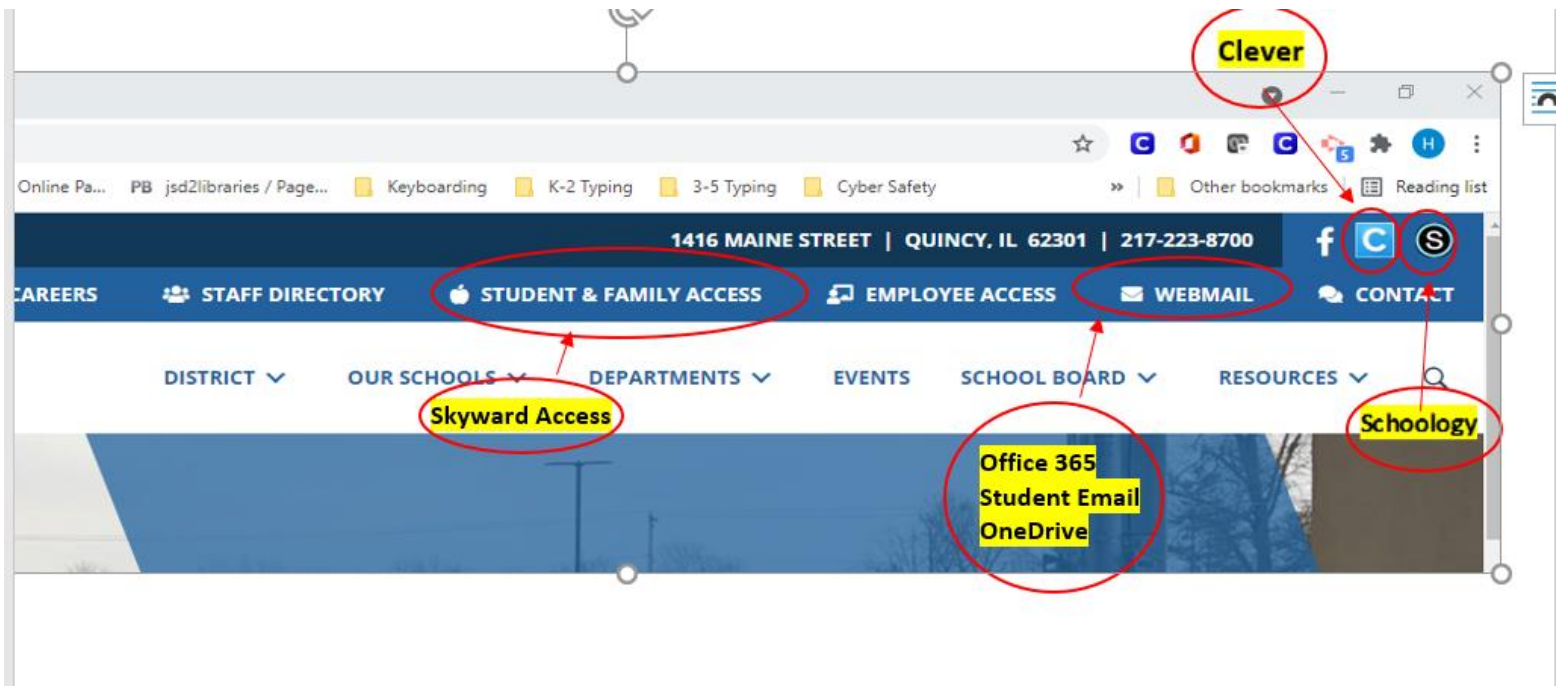 Clever
Online Pa... PB jsd2libraries / Page... Keyboarding K-2 Typing 3-5 Typing Cyber Safety » Other bookmarks Reading list
C C 5 H
1416 MAINE STREET | QUINCY, IL 62301 | 217-223-8700 f C S
CAREERS STAFF DIRECTORY STUDENT & FAMILY ACCESS EMPLOYEE ACCESS WEBMAIL CONTACT
DISTRICT OUR SCHOOLS DEPARTMENTS EVENTS SCHOOL BOARD RESOURCES
Skyward Access
Schoology
Office 365
Student Email
OneDrive